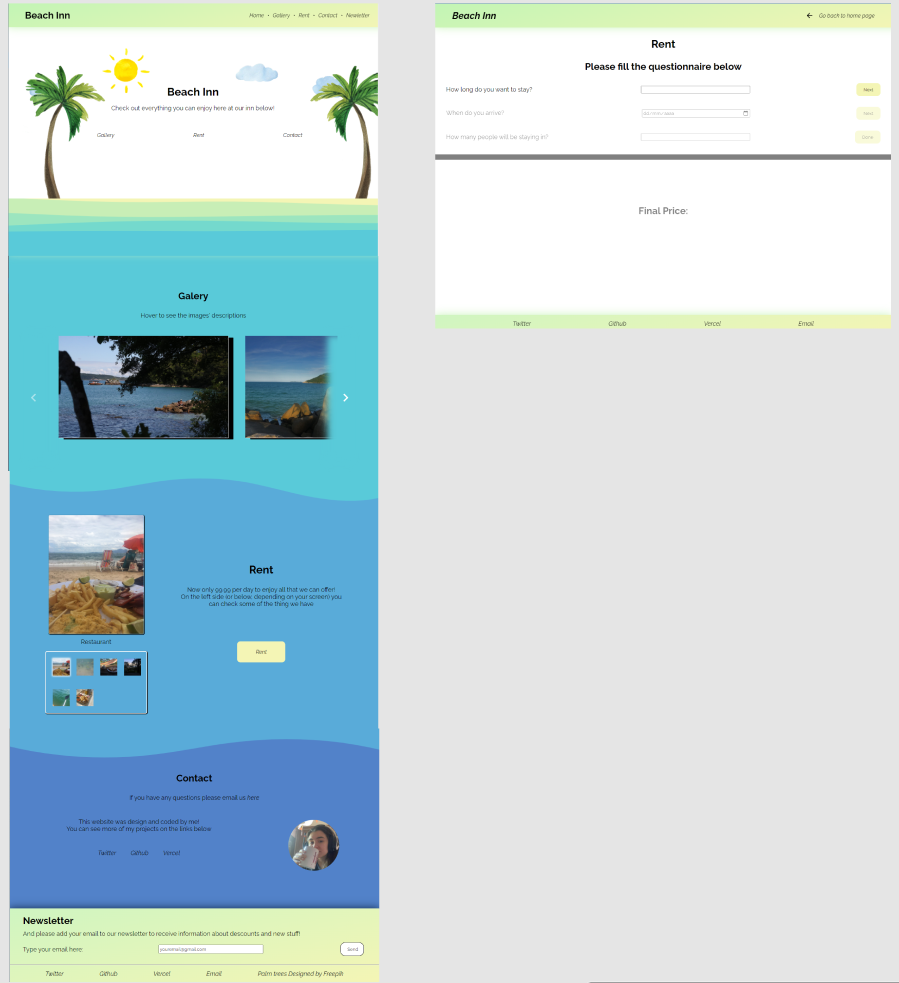 Beach Inn
Home • Gallery • Rent • Contact • Newletter
Beach Inn
Check out everything you can enjoy here at our inn below!
Gallery Rent Contact
Galery
Hover to see the images' descriptions
Restaurant
Rent
Now only 99.99 per day to enjoy all that we can offer!
On the left side (or below, depending on your screen) you
can check some of the thing we have
Rent
Contact
If you have any questions please email us here
This website was design and coded by me!
You can see more of my projects on the links below
Twitter Github Vercel
Newsletter
And please add your email to our newsletter to receive information about descounts and new stuff!
Type your email here: youremail@gmail.com Send
Twitter Github Vercel Email Palm trees Designed by Freepik
Beach Inn
Go back to home page
Rent
Please fill the questionnaire below
How long do you want to stay? Next
When do you arrive? Next
How many people will be staying in? Done
Final Price:
Twitter Github Vercel Email